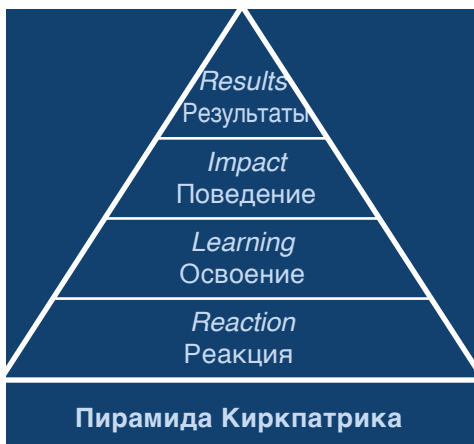 Results
Результаты
Impact
Поведение
Learning
Освоение
Reaction
Реакция
Пирамида Киркпатрика